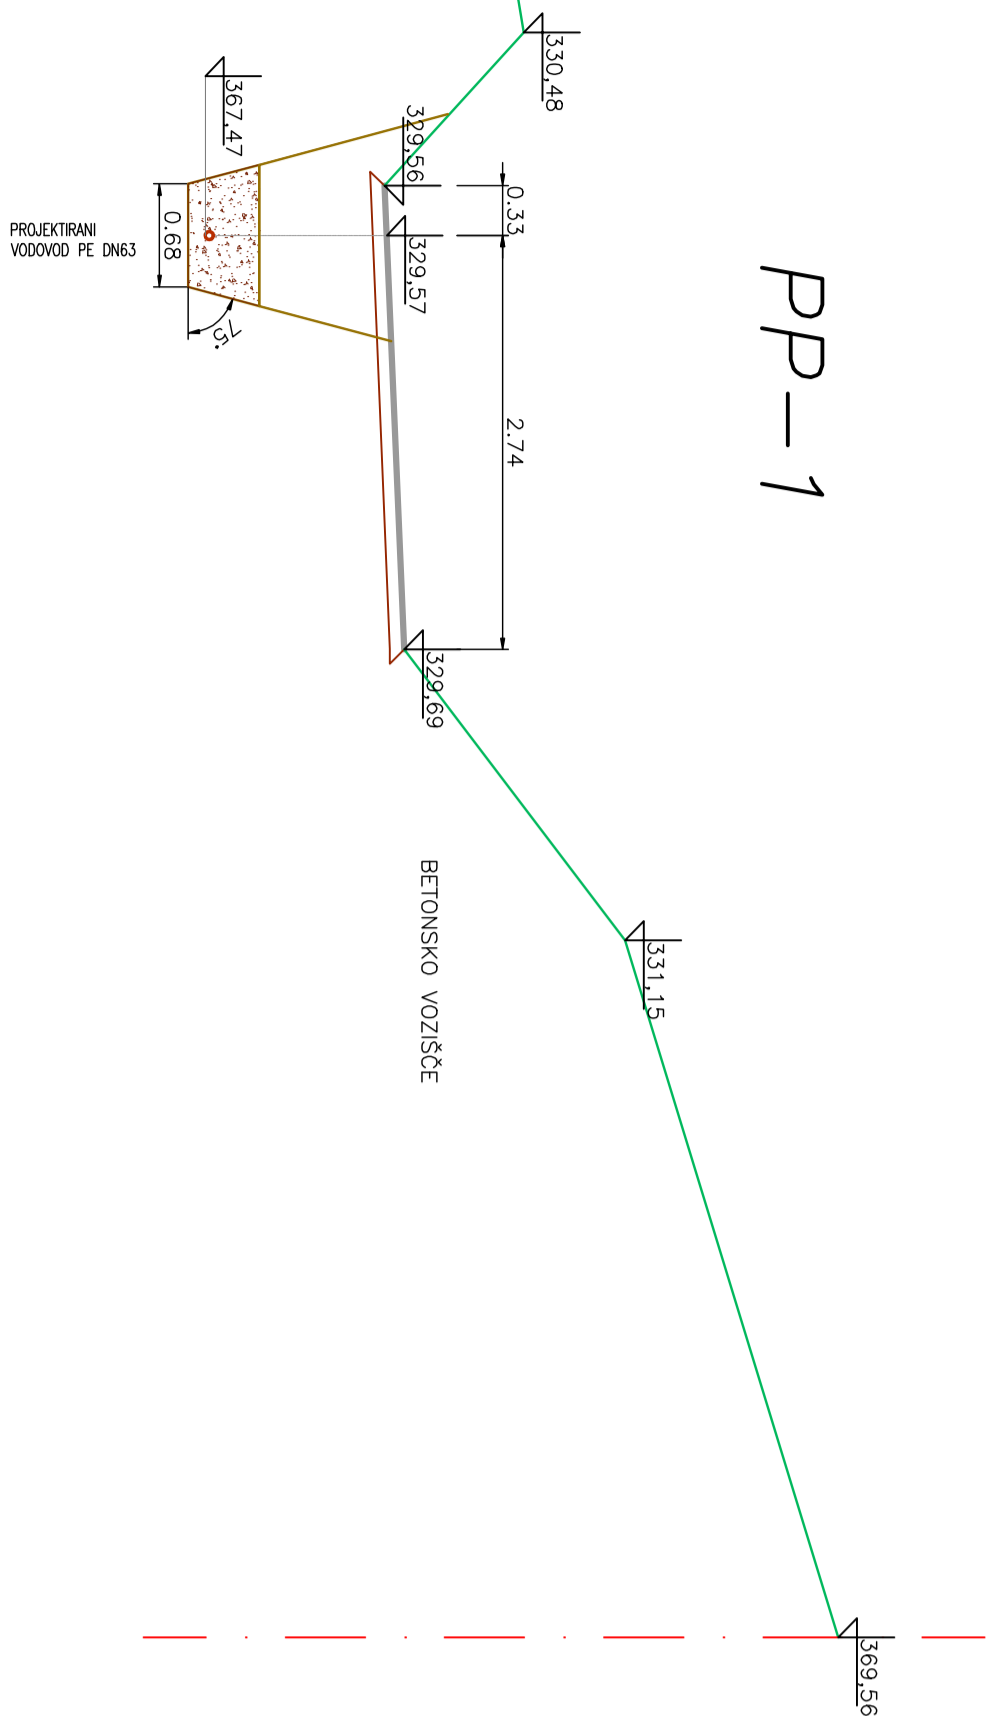 PP-1
330,48
367,47
329,56
0.33
329,57
0.68
PROJEKTIRANI
VODOVOD PE DN63
75°
2.74
329,69
BETONSKO VOZIŠČE
331,15
369,56